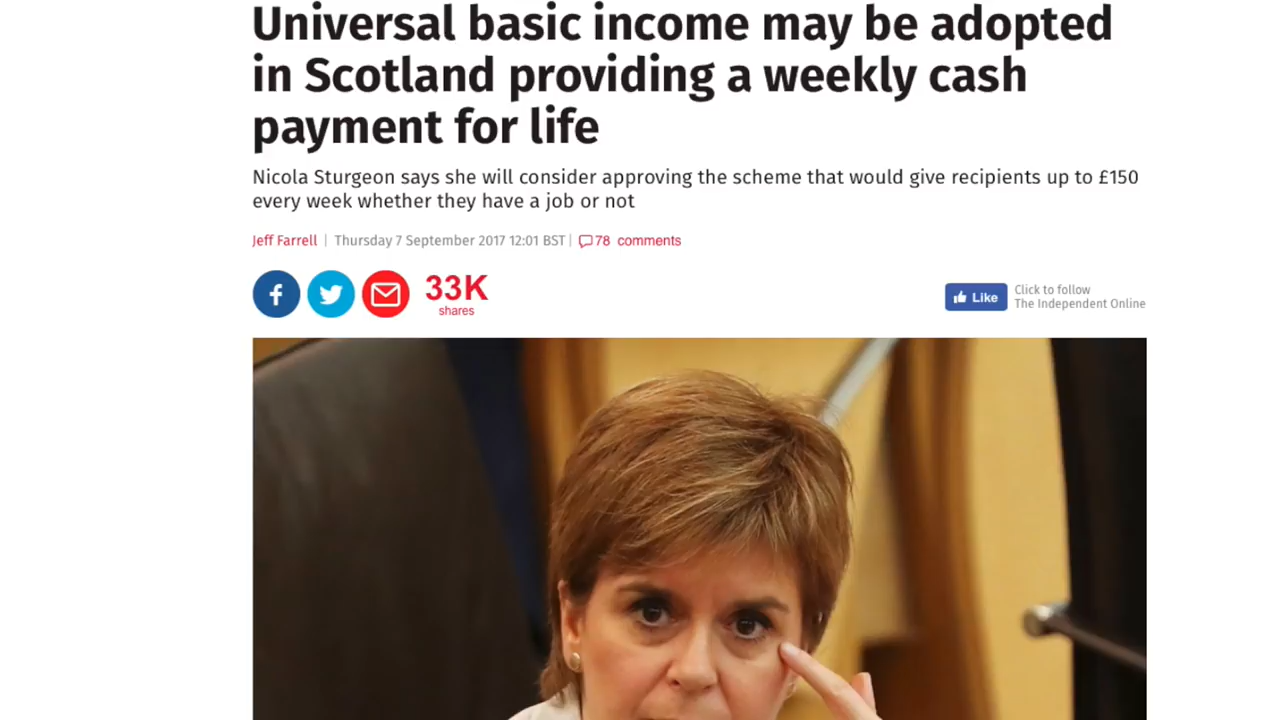 Universal basic income may be adopted
in Scotland providing a weekly cash
payment for life
Nicola Sturgeon says she will consider approving the scheme that would give recipients up to £150
every week whether they have a job or not
Jeff Farrell | Thursday 7 September 2017 12:01 BST | 78 comments
33K
shares
Like
Click to follow
The Independent Online